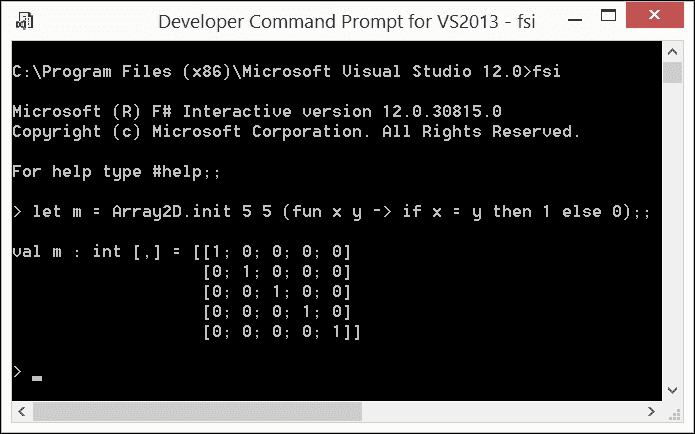 Developer Command Prompt for VS2013 - fsi
C:\Program Files (x86)\Microsoft Visual Studio 12.0>fsi
Microsoft (R) F# Interactive version 12.0.30815.0
Copyright (c) Microsoft Corporation. All Rights Reserved.
For help type #help;;
> let m = Array2D.init 5 5 (fun x y -> if x = y then 1 else 0);;
val m : int [,] = [[1; 0; 0; 0; 0]
[0; 1; 0; 0; 0]
[0; 0; 1; 0; 0]
[0; 0; 0; 1; 0]
[0; 0; 0; 0; 1]]
> _